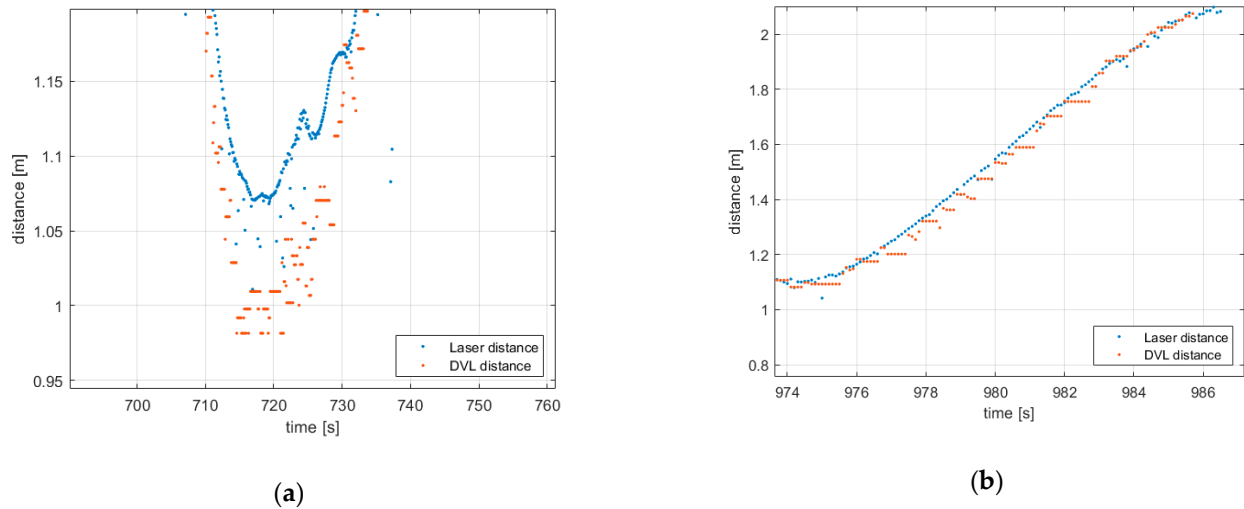 1.15
1.1
1.05
1
0.95
distance [m]
700 710 720 730 740 750 760
time [s]
Laser distance
DVL distance
(a)
2
1.8
1.6
1.4
1.2
1
0.8
distance [m]
974 976 978 980 982 984 986
time [s]
Laser distance
DVL distance
(b)